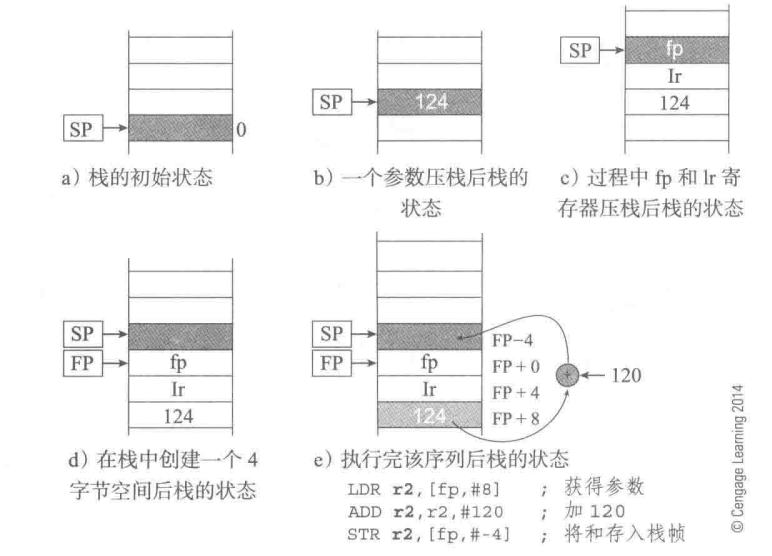 SP
0
a）栈的初始状态
SP
124
b）一个参数压栈后栈的
状态
SP
fp
Ir
124
c）过程中 fp 和 lr 寄
存器压栈后栈的状态
SP
FP
fp
Ir
124
d）在栈中创建一个 4
字节空间后栈的状态
SP
FP
fp
Ir
124
FP−4
FP+0
FP+4
FP+8
+
120
e）执行完该序列后栈的状态
LDR r2,[fp,#8] ; 获得参数
ADD r2,r2,#120 ; 加 120
STR r2,[fp,#-4] ; 将和存入栈帧
© Cengage Learning 2014